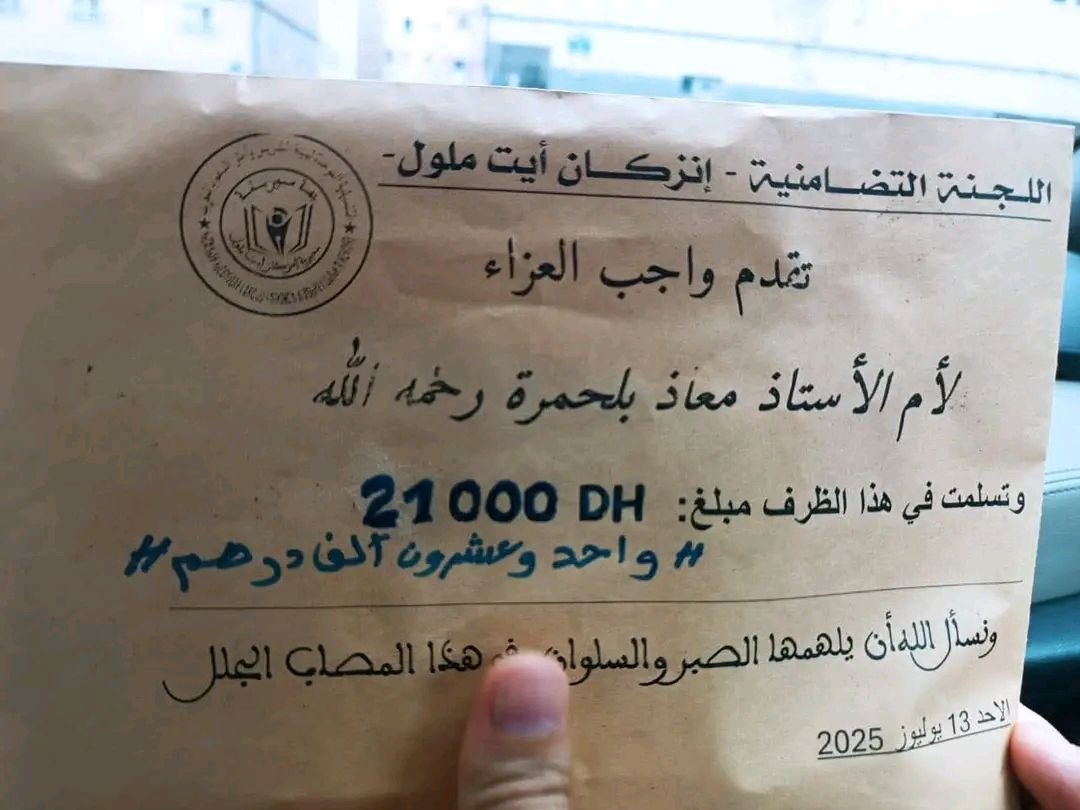 اللجنة التضامنية - إنزكان أيت ملول-
تقدم واجب العزاء
لأم الأستاذ معاذ بلحمرة رحمه الله
وتسلمت في هذا الظرف مبلغ: 21000 DH
# واحد وعشرون ألف درهم #
ونسأل الله أن يلهمها الصبر والسلوان في هذا المصاب الجلل
الاحد 13 يوليوز 2025